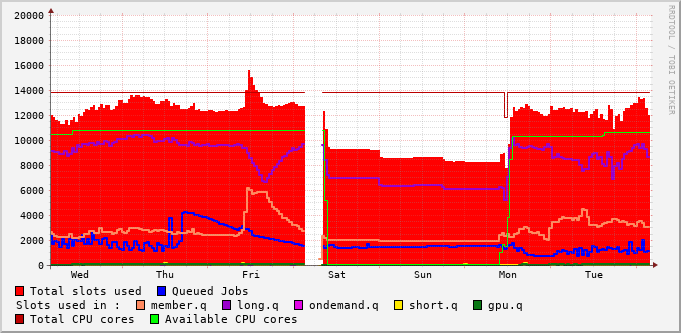 20000
18000
16000
14000
12000
10000
8000
6000
4000
2000
0
Wed Thu Fri Sat Sun Mon Tue
RRDTOOL / TOBI OETIKER
Total slots used Queued Jobs
Slots used in : member.q long.q ondemand.q short.q gpu.q
Total CPU cores Available CPU cores